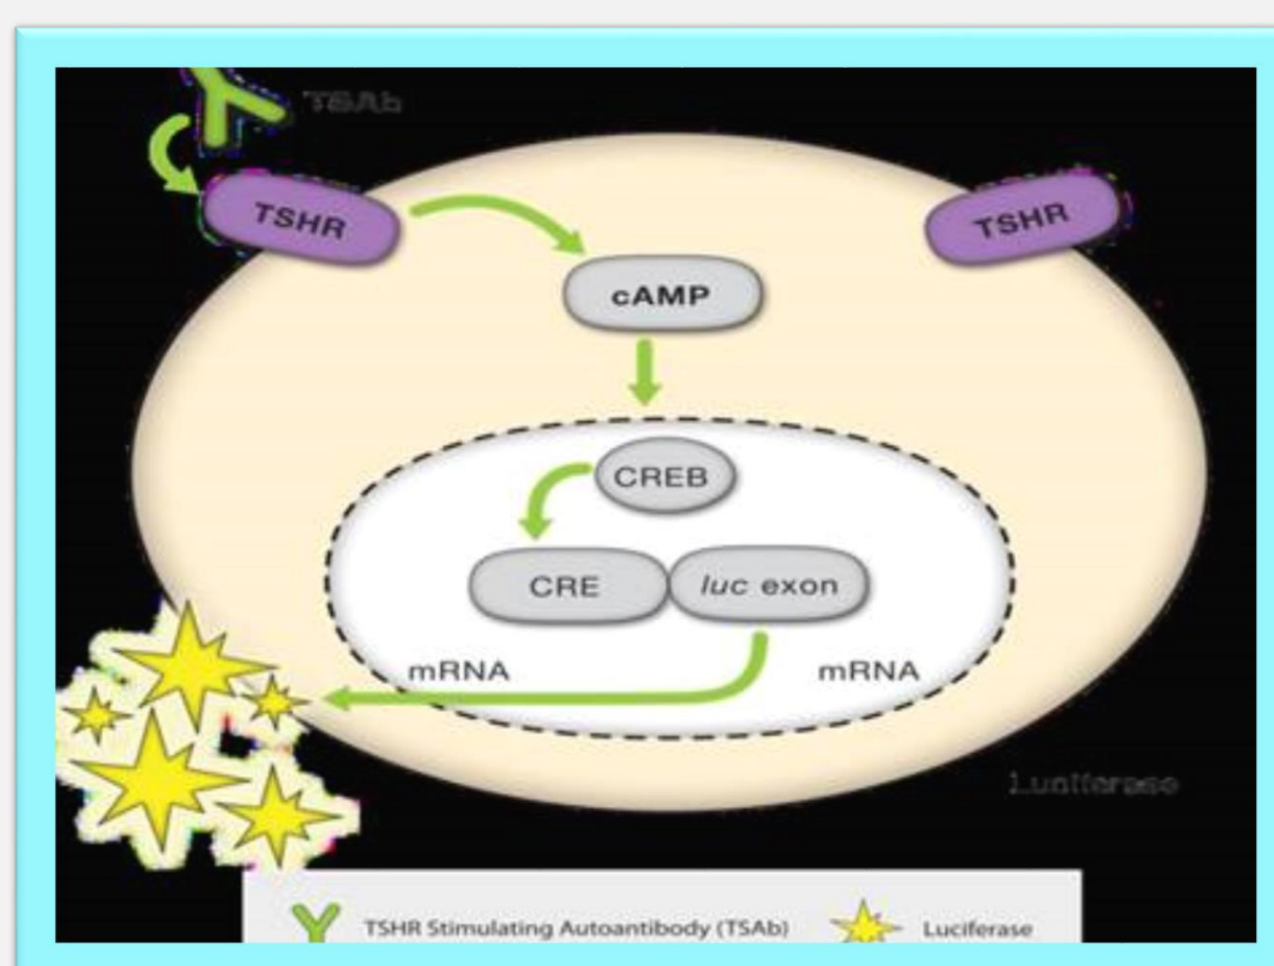 TSAb
TSHR
TSHR
cAMP
CREB
CRE
luc exon
mRNA
mRNA
Luciferase
TSHR Stimulating Autoantibody (TSAb)
Luciferase